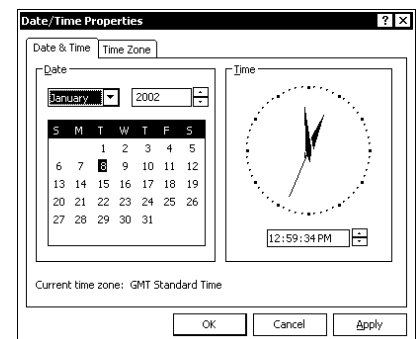 Date/Time Properties ? X
Date & Time Time Zone
Date
January 2002
S M T W T F S
1 2 3 4 5
6 7 8 9 10 11 12
13 14 15 16 17 18 19
20 21 22 23 24 25 26
27 28 29 30 31
Time
12:59:34 PM
Current time zone: GMT Standard Time
OK Cancel Apply